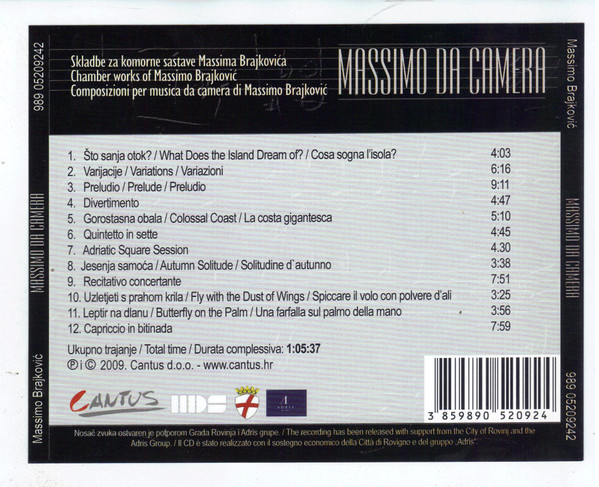 Skladbe za komorne sastave Massima Brajkovića
Chamber works of Massimo Brajković
Composizioni per musica da camera di Massimo Brajković
MASSIMO DA CAMERA
1. Što sanja otok? / What Does the Island Dream of? / Cosa sogna l'isola? 4:03
2. Varijacije / Variations / Variazioni 6:16
3. Preludio / Prelude / Preludio 9:11
4. Divertimento 4:47
5. Gorostasna obala / Colossal Coast / La costa gigantesca 5:10
6. Quintetto in sette 4:45
7. Adriatic Square Session 4.30
8. Jesenja samoća / Autumn Solitude / Solitudine d`autunno 3:38
9. Recitativo concertante 7:51
10. Uzletjeti s prahom krila / Fly with the Dust of Wings / Spiccare il volo con polvere d'ali 3:25
11. Leptir na dlanu / Butterfly on the Palm / Una farfalla sul palmo della mano 3:56
12. Capriccio in bitinada 7:59
Ukupno trajanje / Total time / Durata complessiva: 1:05:37
℗ i © 2009. Cantus d.o.o. - www.cantus.hr
CANTUS
ADRIS
3 859890 520924
Nosač zvuka ostvaren je potporom Grada Rovinja i Adris grupe. / The recording has been released with support from the City of Rovinj and the
Adris Group. / Il CD è stato realizzato con il sostegno economico della Città di Rovigno e del gruppo „Adris"
989 05209242
MASSIMO DA CAMERA
Massimo Brajković
Massimo Brajković
MASSIMO DA CAMERA
989 05209242